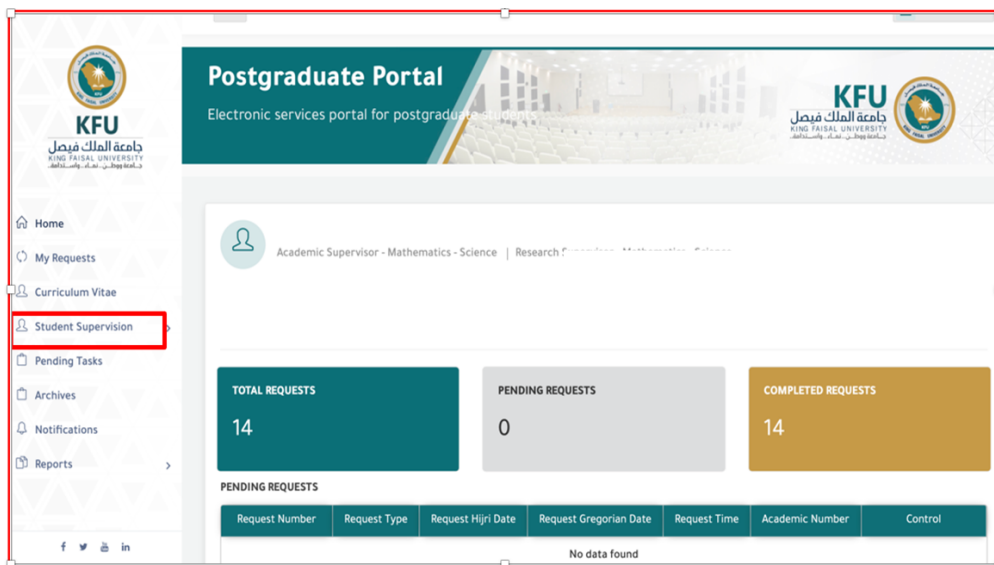 KFU
جامعة الملك فيصل
KING FAISAL UNIVERSITY
Home
My Requests
Curriculum Vitae
Student Supervision
Pending Tasks
Archives
Notifications
Reports
Postgraduate Portal
Electronic services portal for postgraduate students
KFU
جامعة الملك فيصل
KING FAISAL UNIVERSITY
Academic Supervisor - Mathematics - Science | Research
TOTAL REQUESTS
14
PENDING REQUESTS
0
COMPLETED REQUESTS
14
PENDING REQUESTS
Request Number Request Type Request Hijri Date Request Gregorian Date Request Time Academic Number Control
No data found